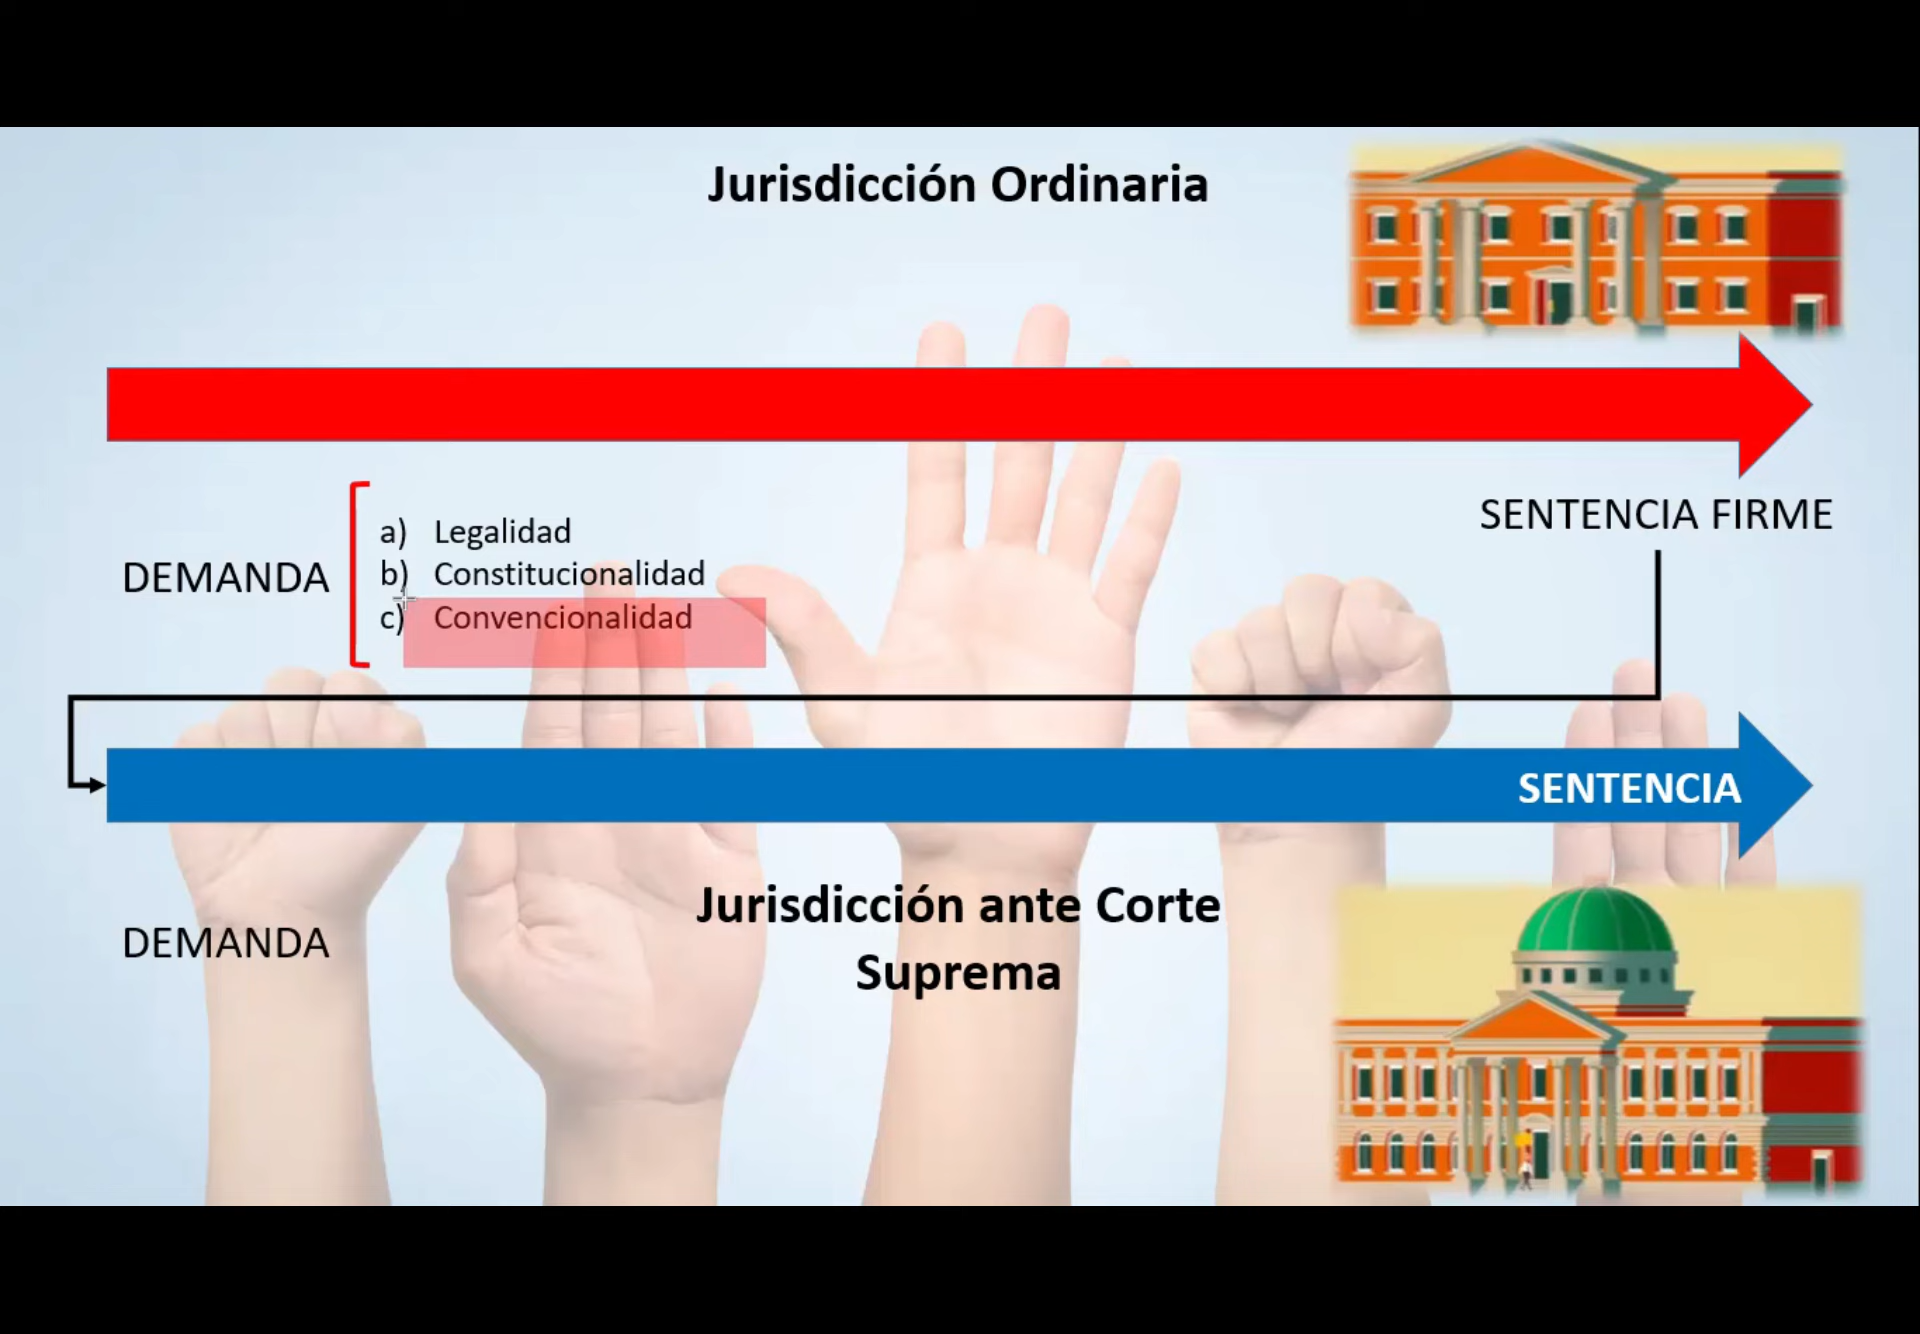 Jurisdicción Ordinaria
SENTENCIA FIRME
DEMANDA
a) Legalidad
b) Constitucionalidad
c) Convencionalidad
SENTENCIA
DEMANDA
Jurisdicción ante Corte
Suprema